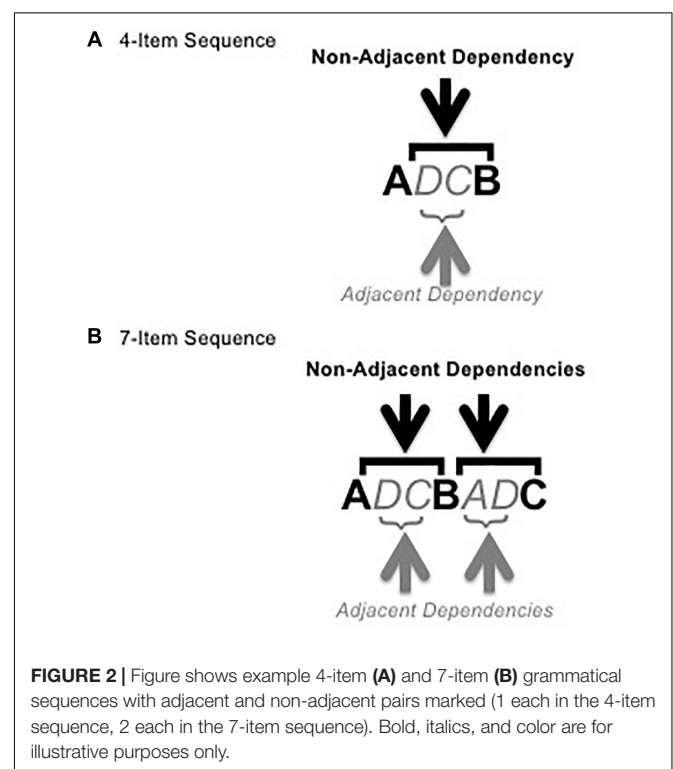 A 4-Item Sequence
Non-Adjacent Dependency
ADCB
Adjacent Dependency
B 7-Item Sequence
Non-Adjacent Dependencies
ADCBADC
Adjacent Dependencies
FIGURE 2 | Figure shows example 4-item (A) and 7-item (B) grammatical
sequences with adjacent and non-adjacent pairs marked (1 each in the 4-item
sequence, 2 each in the 7-item sequence). Bold, italics, and color are for
illustrative purposes only.